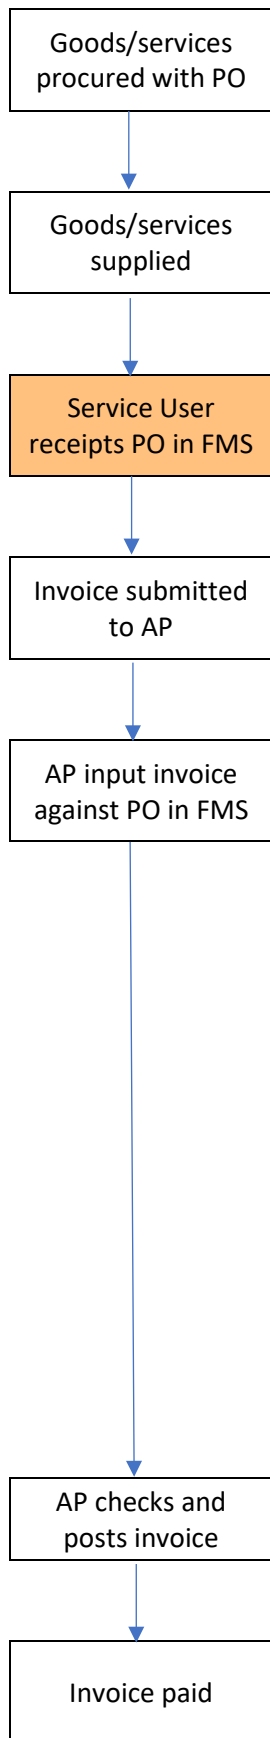 Goods/services
procured with PO
Goods/services
supplied
Service User
receipts PO in FMS
Invoice submitted
to AP
AP input invoice
against PO in FMS
AP checks and
posts invoice
Invoice paid